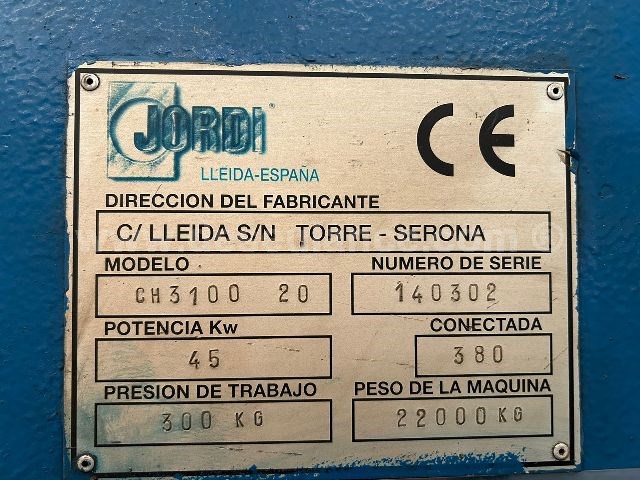 JORDI®
CE
LLEIDA-ESPAÑA
DIRECCION DEL FABRICANTE
C/ LLEIDA S/N TORRE - SERONA
MODELO NUMERO DE SERIE
CH3100 20 140302
POTENCIA Kw CONECTADA
45 380
PRESION DE TRABAJO PESO DE LA MAQUINA
300 KG 22000KG